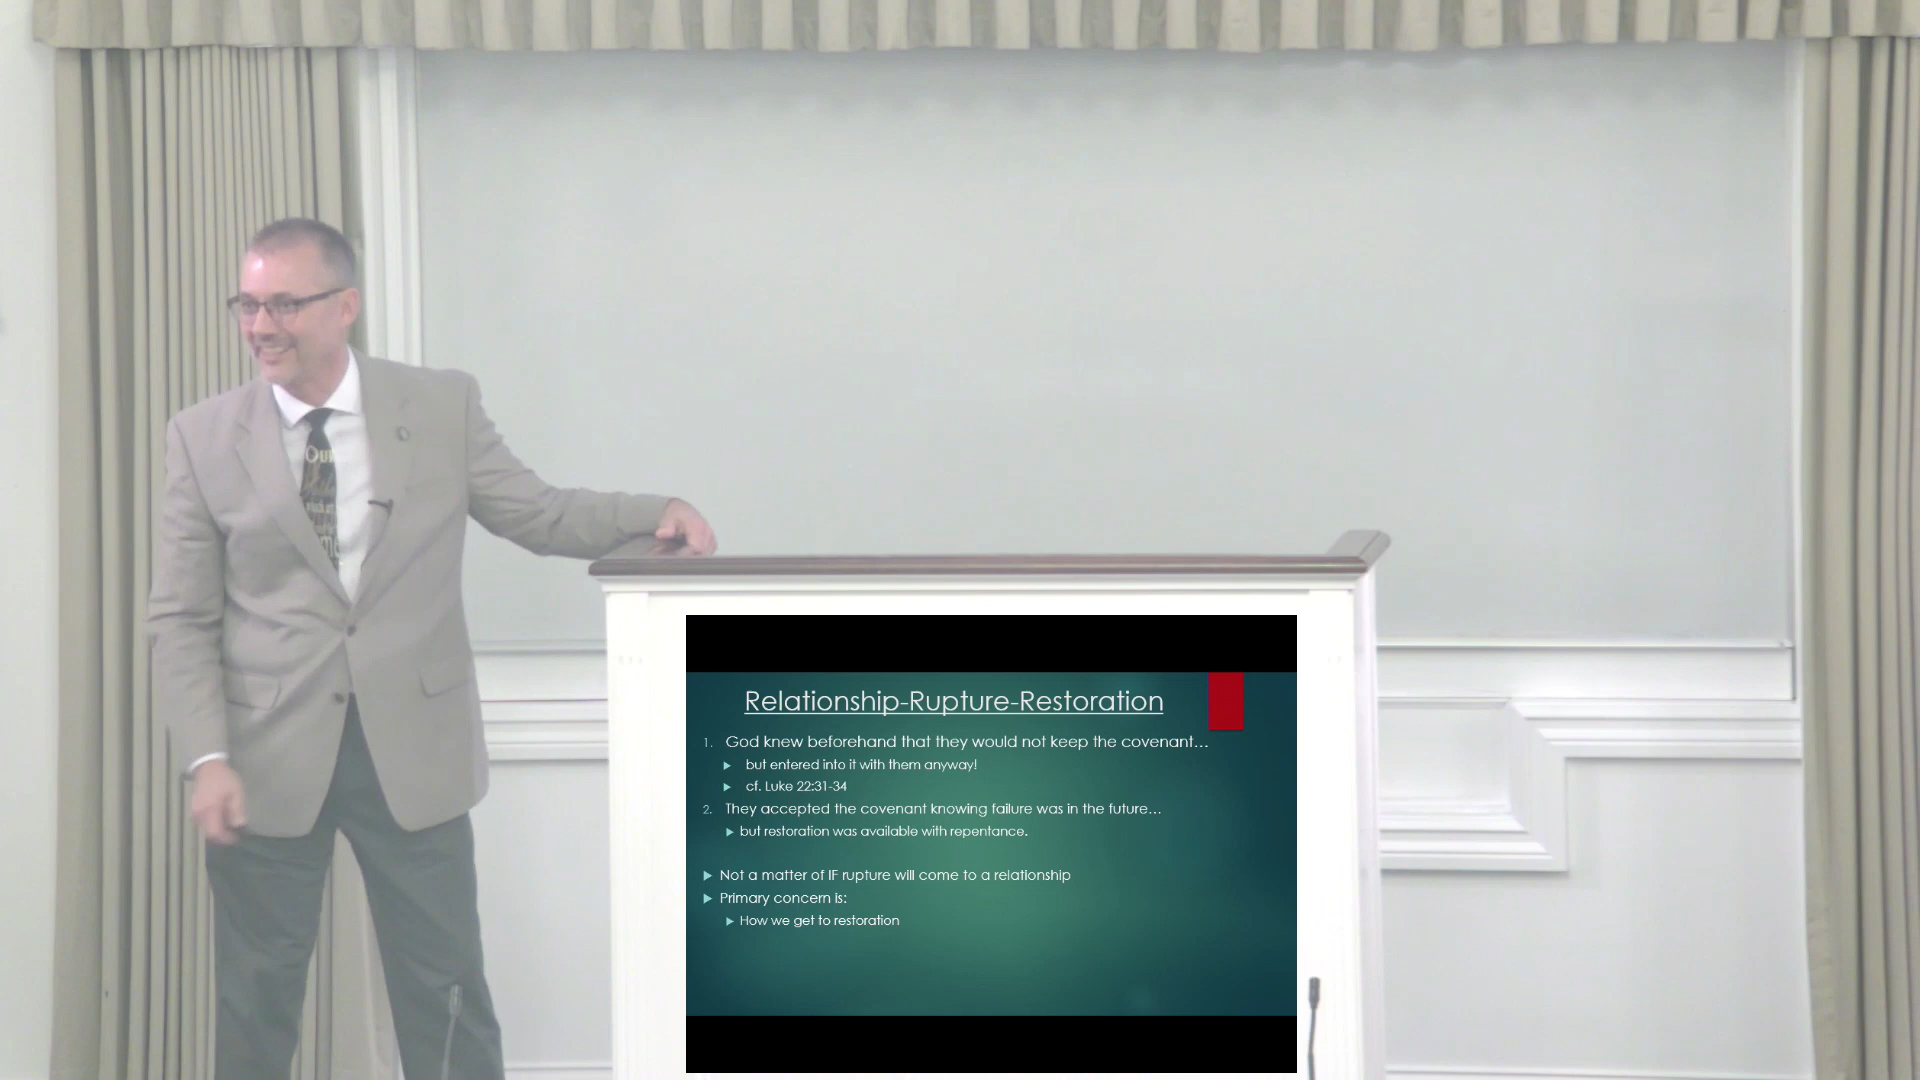 Our
me
Relationship-Rupture-Restoration
1. God knew beforehand that they would not keep the covenant...
but entered into it with them anyway!
cf. Luke 22:31-34
2. They accepted the covenant knowing failure was in the future...
but restoration was available with repentance.
Not a matter of IF rupture will come to a relationship
Primary concern is:
How we get to restoration